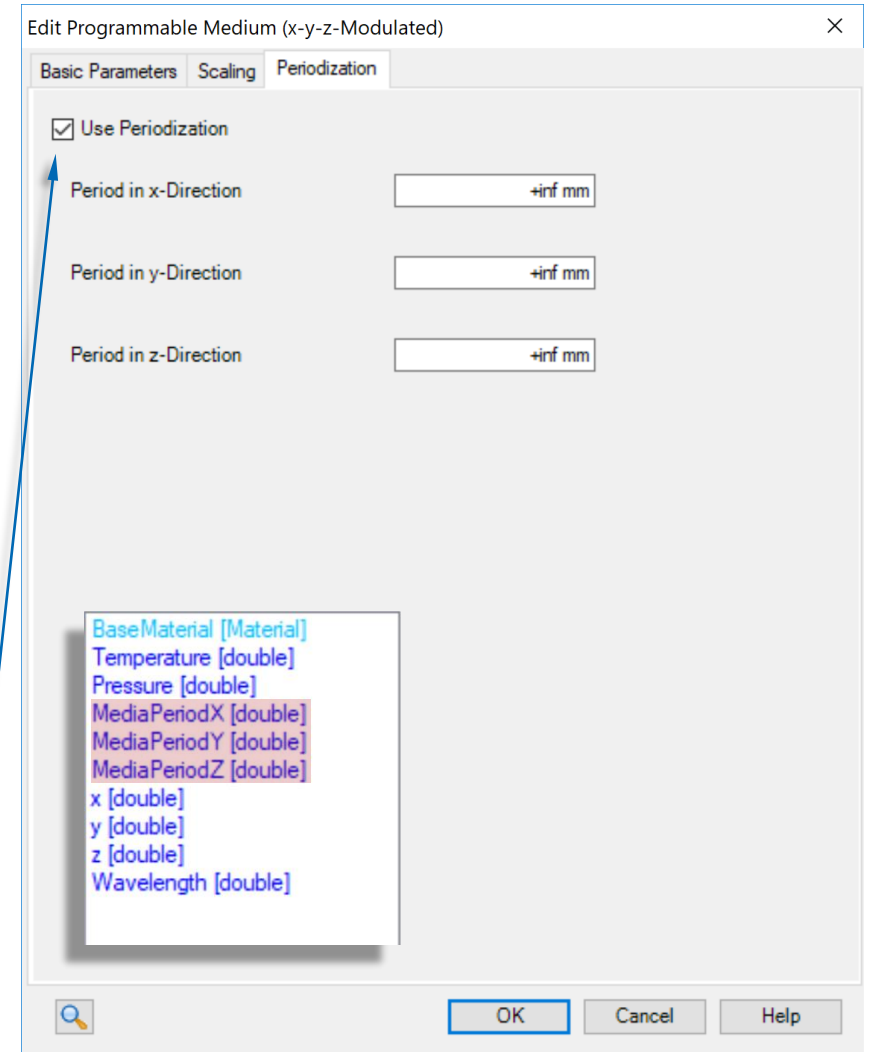 Edit Programmable Medium (x-y-z-Modulated)
Basic Parameters Scaling Periodization
Use Periodization
Period in x-Direction +inf mm
Period in y-Direction +inf mm
Period in z-Direction +inf mm
BaseMaterial [Material]
Temperature [double]
Pressure [double]
MediaPeriodX [double]
MediaPeriodY [double]
MediaPeriodZ [double]
x [double]
y [double]
z [double]
Wavelength [double]
OK Cancel Help